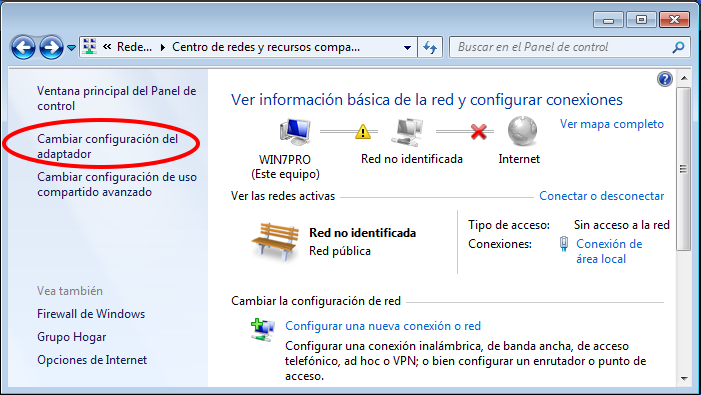 « Rede... ▸ Centro de redes y recursos compa...
Buscar en el Panel de control
Ventana principal del Panel de
control
Cambiar configuración del
adaptador
Cambiar configuración de uso
compartido avanzado
Vea también
Firewall de Windows
Grupo Hogar
Opciones de Internet
Ver información básica de la red y configurar conexiones
Ver mapa completo
WIN7PRO
(Este equipo)
Red no identificada
Internet
Ver las redes activas
Conectar o desconectar
Red no identificada
Red pública
Tipo de acceso: Sin acceso a la red
Conexiones: Conexión de
área local
Cambiar la configuración de red
Configurar una nueva conexión o red
Configurar una conexión inalámbrica, de banda ancha, de acceso
telefónico, ad hoc o VPN; o bien configurar un enrutador o punto de
acceso.